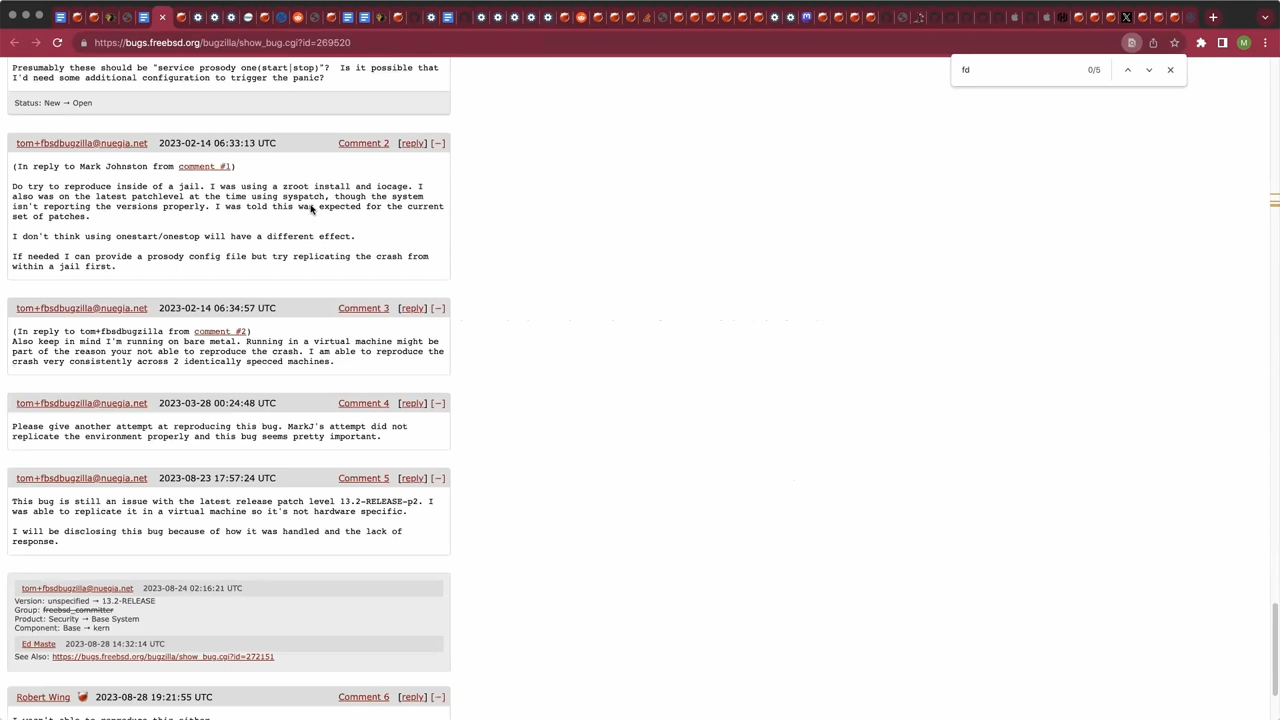 https://bugs.freebsd.org/bugzilla/show_bug.cgi?id=269520
M
fd
0/5
Presumably these should be "service prosody one(start|stop)"?  Is it possible that
I'd need some additional configuration to trigger the panic?
Status: New → Open
tom+fbsdbugzilla@nuegia.net 2023-02-14 06:33:13 UTC Comment 2 [reply] [−]
(In reply to Mark Johnston from comment #1)
Do try to reproduce inside of a jail. I was using a zroot install and iocage. I
also was on the latest patchlevel at the time using syspatch, though the system
isn't reporting the versions properly. I was told this was expected for the current
set of patches.
I don't think using onestart/onestop will have a different effect.
If needed I can provide a prosody config file but try replicating the crash from
within a jail first.
tom+fbsdbugzilla@nuegia.net 2023-02-14 06:34:57 UTC Comment 3 [reply] [−]
(In reply to tom+fbsdbugzilla from comment #2)
Also keep in mind I'm running on bare metal. Running in a virtual machine might be
part of the reason your not able to reproduce the crash. I am able to reproduce the
crash very consistently across 2 identically specced machines.
tom+fbsdbugzilla@nuegia.net 2023-03-28 00:24:48 UTC Comment 4 [reply] [−]
Please give another attempt at reproducing this bug. MarkJ's attempt did not
replicate the environment properly and this bug seems pretty important.
tom+fbsdbugzilla@nuegia.net 2023-08-23 17:57:24 UTC Comment 5 [reply] [−]
This bug is still an issue with the latest release patch level 13.2-RELEASE-p2. I
was able to replicate it in a virtual machine so it's not hardware specific.
I will be disclosing this bug because of how it was handled and the lack of
response.
tom+fbsdbugzilla@nuegia.net 2023-08-24 02:16:21 UTC
Version: unspecified → 13.2-RELEASE
Group: freebsd_committer
Product: Security → Base System
Component: Base → kern
Ed Maste 2023-08-28 14:32:14 UTC
See Also: https://bugs.freebsd.org/bugzilla/show_bug.cgi?id=272151
Robert Wing 2023-08-28 19:21:55 UTC Comment 6 [reply] [−]
I wasn't able to reproduce this either